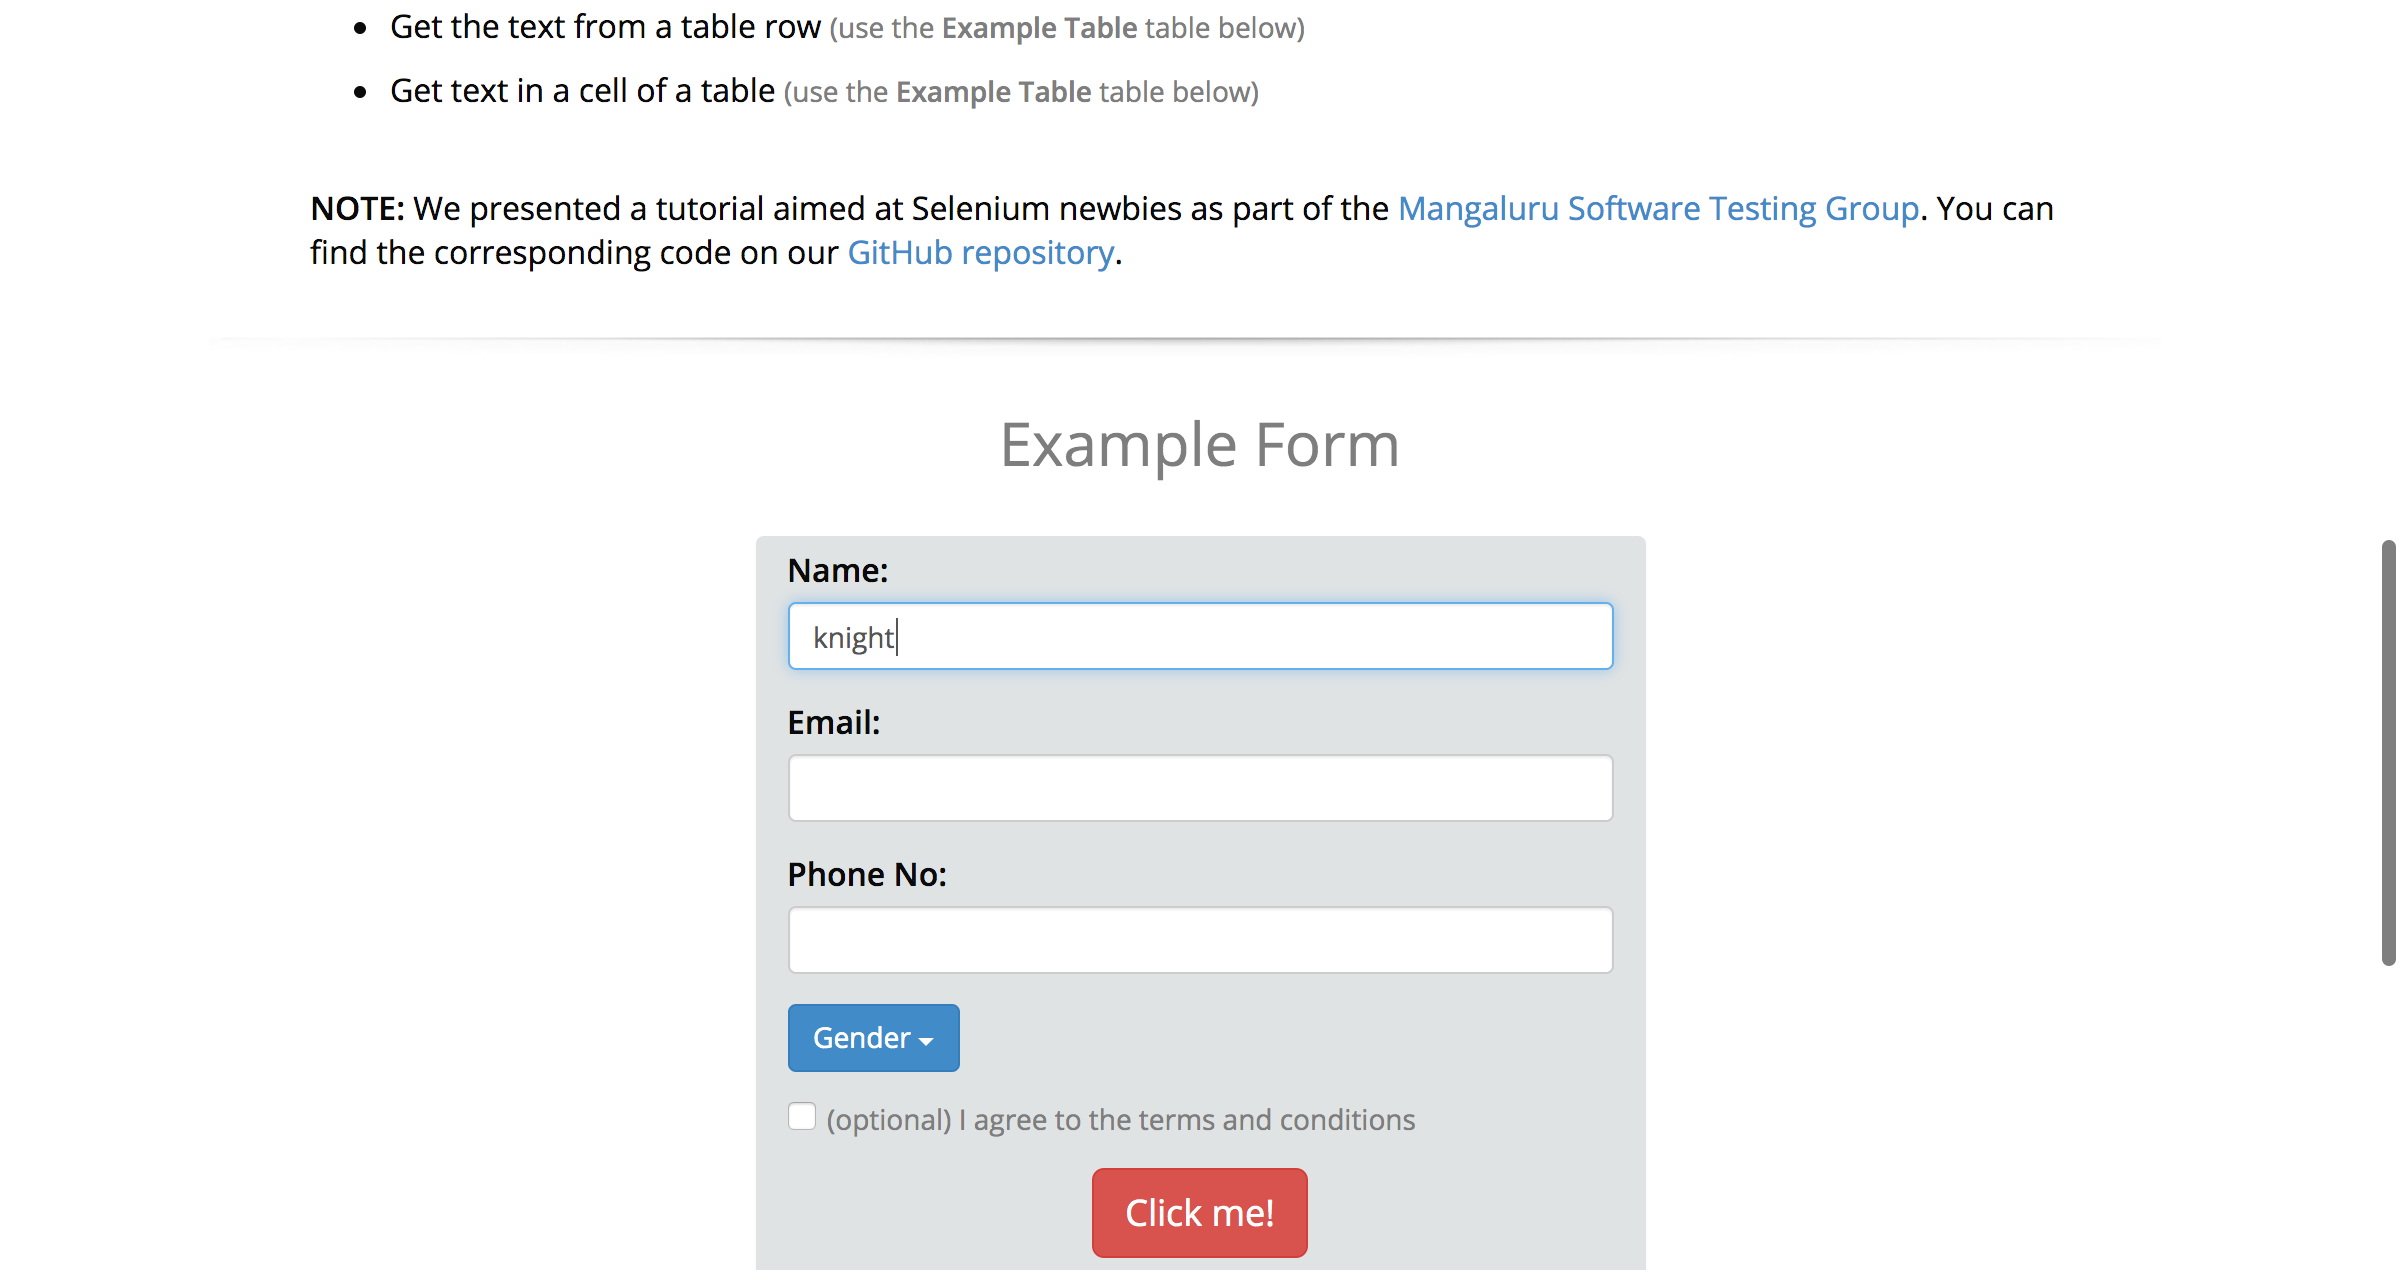 Get the text from a table row (use the Example Table table below)
Get text in a cell of a table (use the Example Table table below)
NOTE: We presented a tutorial aimed at Selenium newbies as part of the Mangaluru Software Testing Group. You can
find the corresponding code on our GitHub repository.
Example Form
Name:
knight
Email:
Phone No:
Gender
(optional) I agree to the terms and conditions
Click me!